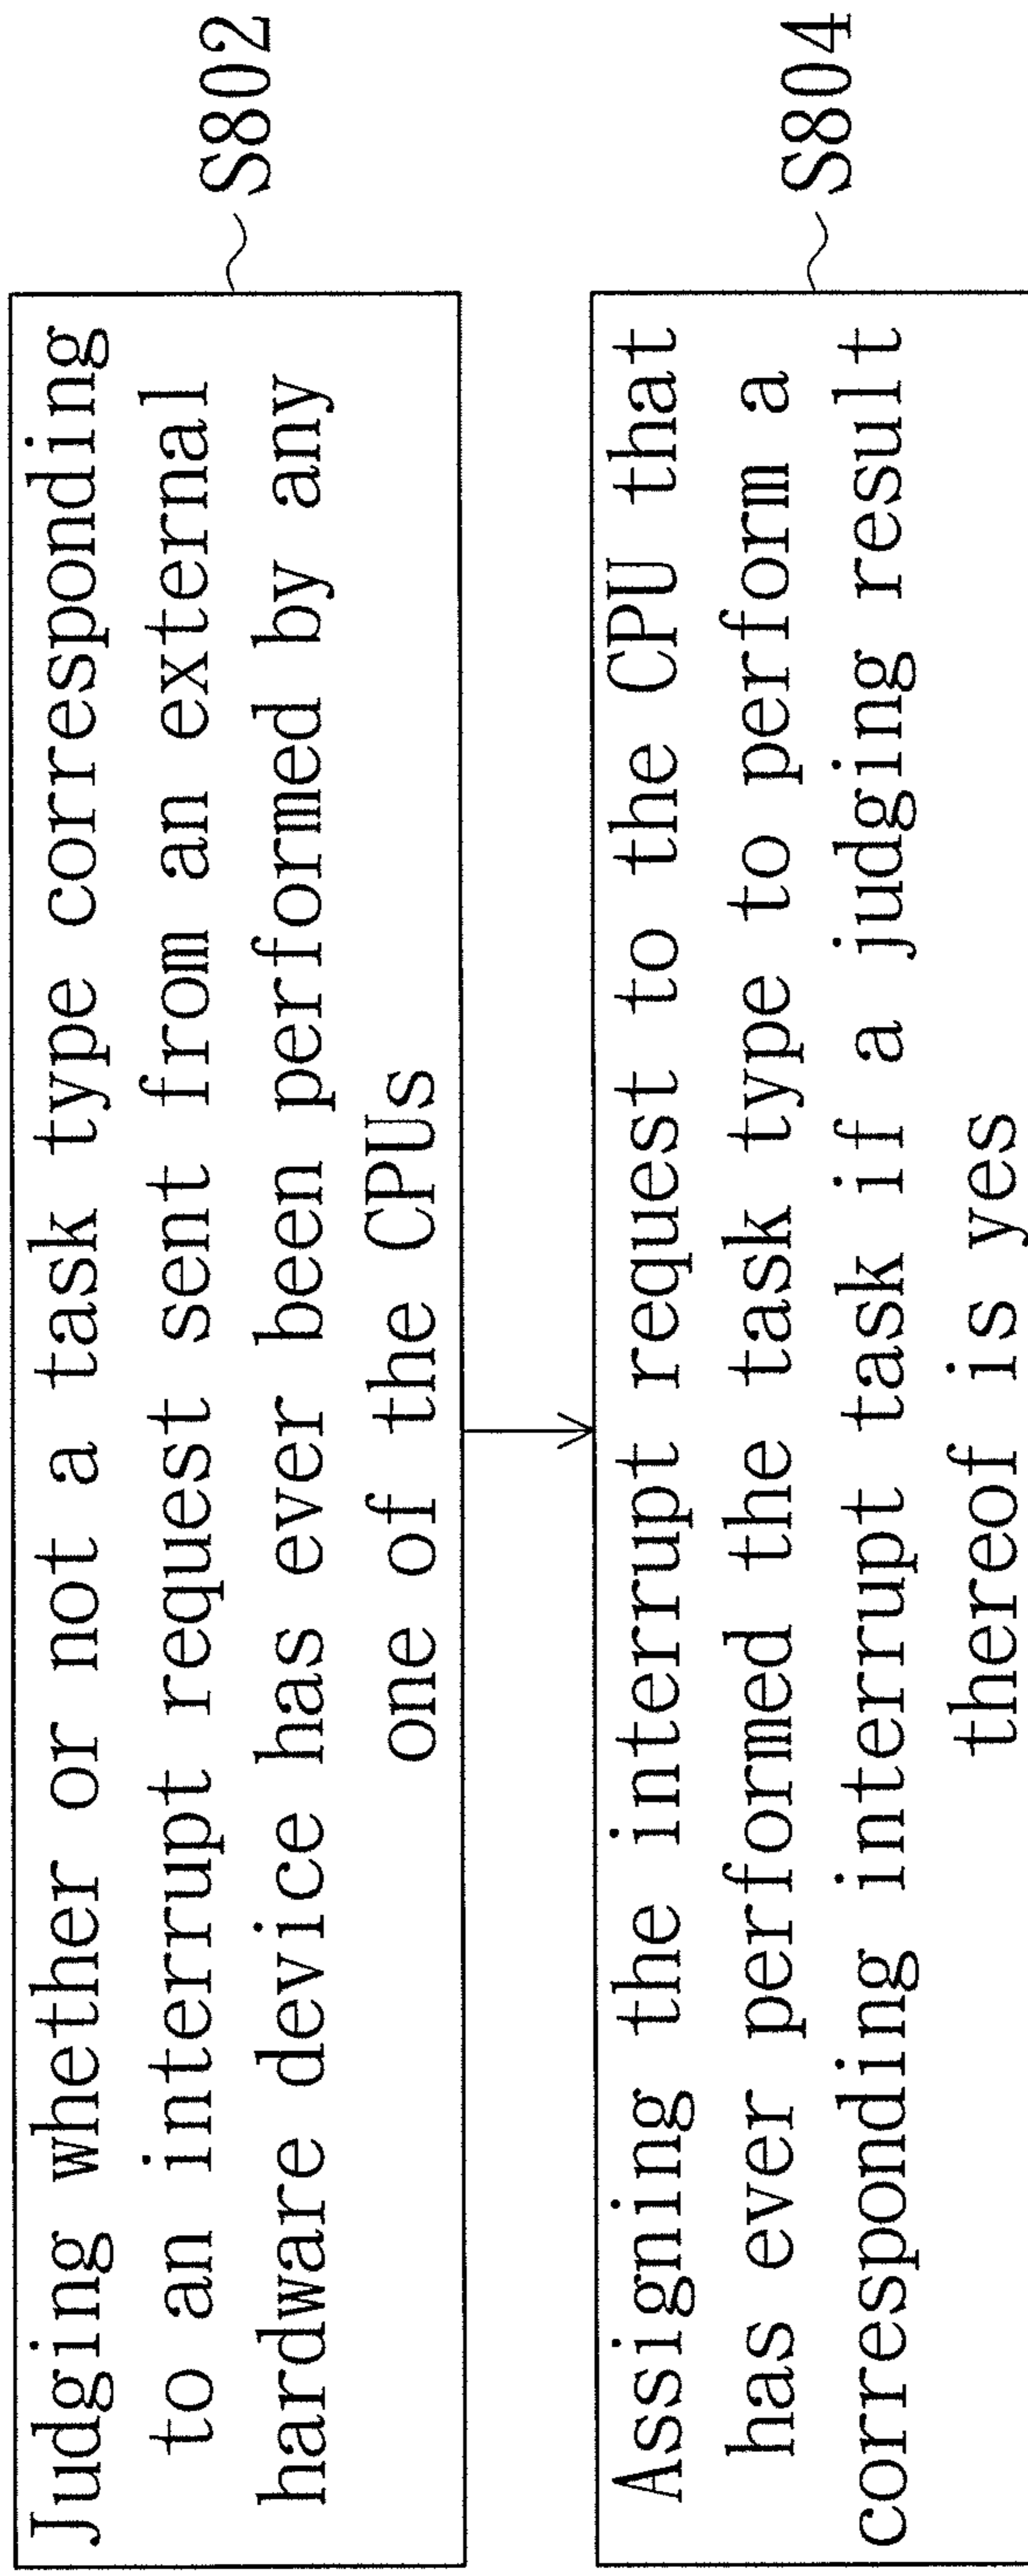 Judging whether or not a task type corresponding
to an interrupt request sent from an external
hardware device has ever been performed by any
one of the CPUs
S802
Assigning the interrupt request to the CPU that
has ever performed the task type to perform a
corresponding interrupt task if a judging result
thereof is yes
S804